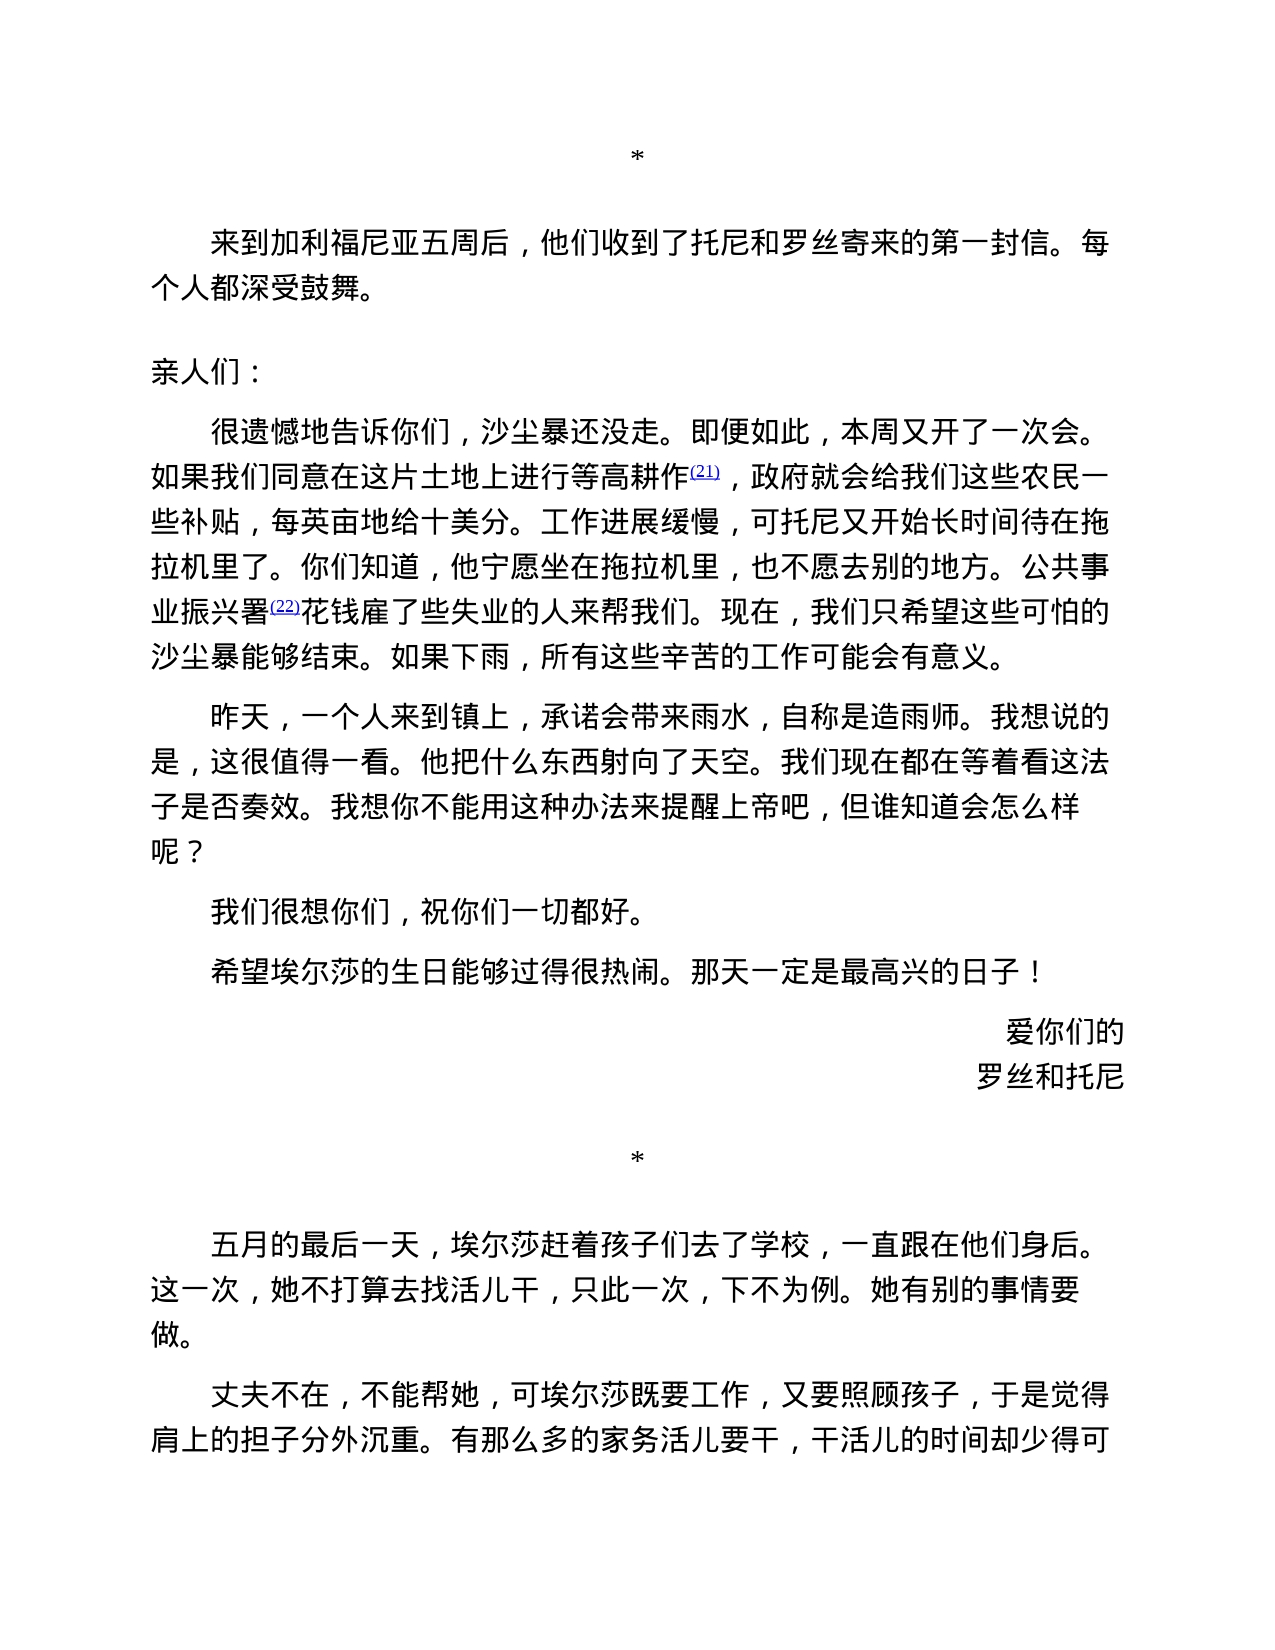 *
来到加利福尼亚五周后，他们收到了托尼和罗丝寄来的第一封信。每
个人都深受鼓舞。
亲人们：
很遗憾地告诉你们，沙尘暴还没走。即便如此，本周又开了一次会。
如果我们同意在这片土地上进行等高耕作(21)，政府就会给我们这些农民一
些补贴，每英亩地给十美分。工作进展缓慢，可托尼又开始长时间待在拖
拉机里了。你们知道，他宁愿坐在拖拉机里，也不愿去别的地方。公共事
业振兴署(22)花钱雇了些失业的人来帮我们。现在，我们只希望这些可怕的
沙尘暴能够结束。如果下雨，所有这些辛苦的工作可能会有意义。
昨天，一个人来到镇上，承诺会带来雨水，自称是造雨师。我想说的
是，这很值得一看。他把什么东西射向了天空。我们现在都在等着看这法
子是否奏效。我想你不能用这种办法来提醒上帝吧，但谁知道会怎么样
呢？
我们很想你们，祝你们一切都好。
希望埃尔莎的生日能够过得很热闹。那天一定是最高兴的日子！
爱你们的
罗丝和托尼
*
五月的最后一天，埃尔莎赶着孩子们去了学校，一直跟在他们身后。
这一次，她不打算去找活儿干，只此一次，下不为例。她有别的事情要
做。
丈夫不在，不能帮她，可埃尔莎既要工作，又要照顾孩子，于是觉得
肩上的担子分外沉重。有那么多的家务活儿要干，干活儿的时间却少得可